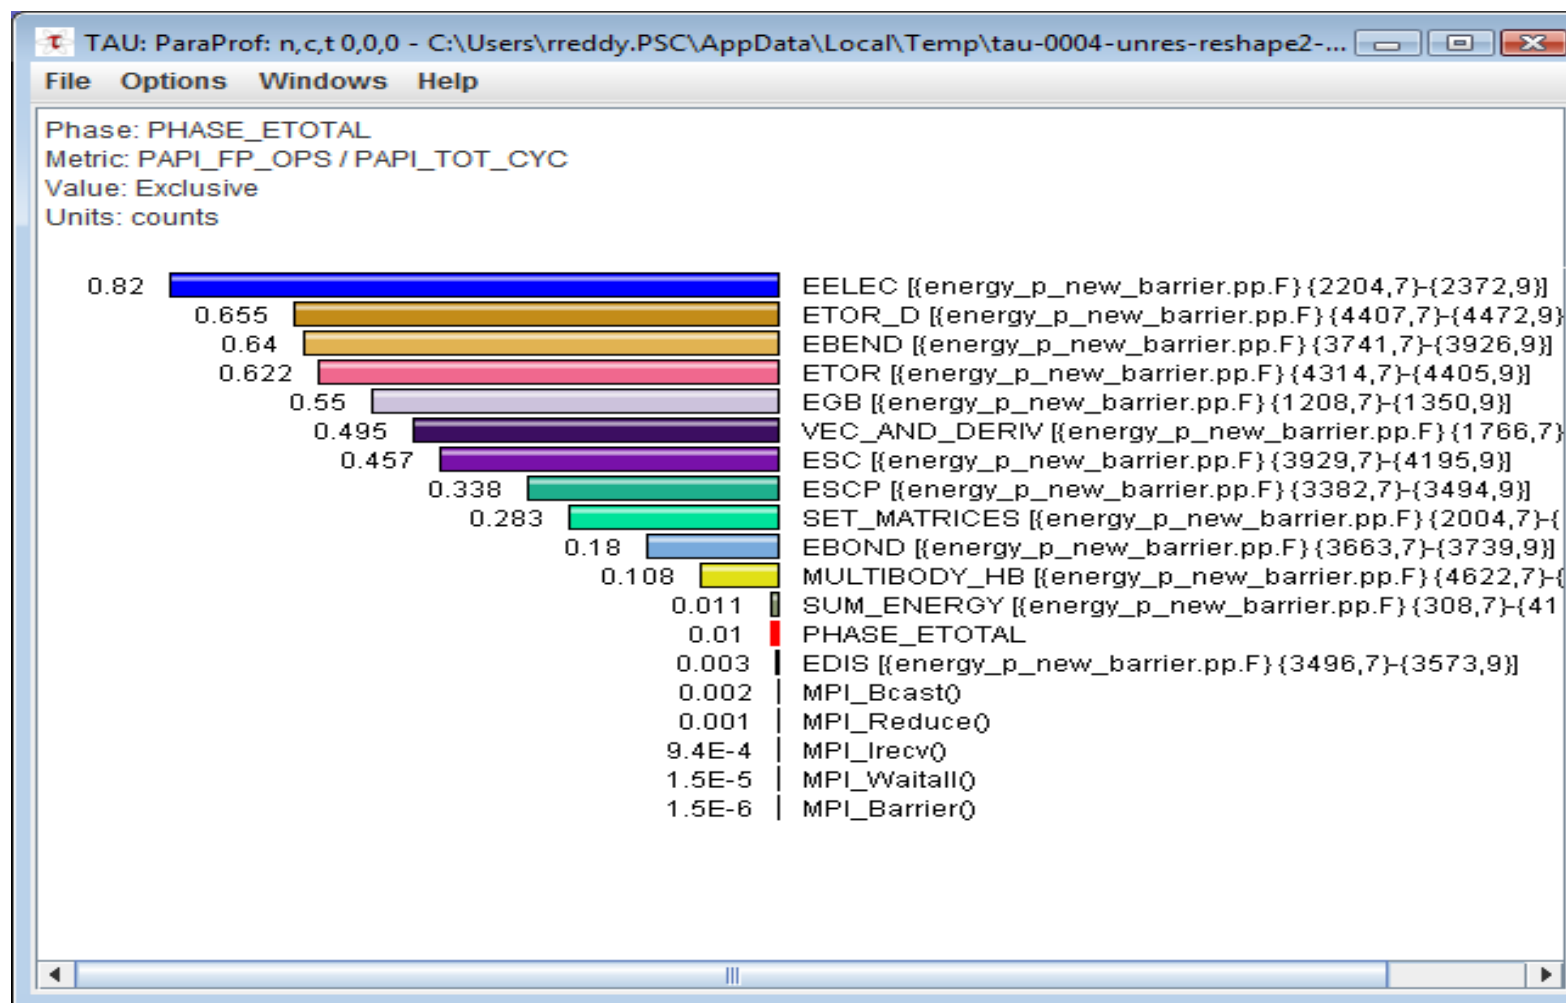 TAU: ParaProf: n,c,t 0,0,0 - C:\Users\rreddy.PSC\AppData\Local\Temp\tau-0004-unres-reshape2-...
File Options Windows Help
Phase: PHASE_ETOTAL
Metric: PAPI_FP_OPS / PAPI_TOT_CYC
Value: Exclusive
Units: counts
0.82 EELEC [{energy_p_new_barrier.pp.F} {2204,7}-{2372,9}]
0.655 ETOR_D [{energy_p_new_barrier.pp.F} {4407,7}-{4472,9}
0.64 EBEND [{energy_p_new_barrier.pp.F} {3741,7}-{3926,9}]
0.622 ETOR [{energy_p_new_barrier.pp.F} {4314,7}-{4405,9}]
0.55 EGB [{energy_p_new_barrier.pp.F} {1208,7}-{1350,9}]
0.495 VEC_AND_DERIV [{energy_p_new_barrier.pp.F} {1766,7}
0.457 ESC [{energy_p_new_barrier.pp.F} {3929,7}-{4195,9}]
0.338 ESCP [{energy_p_new_barrier.pp.F} {3382,7}-{3494,9}]
0.283 SET_MATRICES [{energy_p_new_barrier.pp.F} {2004,7}-{
0.18 EBOND [{energy_p_new_barrier.pp.F} {3663,7}-{3739,9}]
0.108 MULTIBODY_HB [{energy_p_new_barrier.pp.F} {4622,7}-{
0.011 SUM_ENERGY [{energy_p_new_barrier.pp.F} {308,7}-{41
0.01 PHASE_ETOTAL
0.003 EDIS [{energy_p_new_barrier.pp.F} {3496,7}-{3573,9}]
0.002 MPI_Bcast()
0.001 MPI_Reduce()
9.4E-4 MPI_Irecv()
1.5E-5 MPI_Waitall()
1.5E-6 MPI_Barrier()